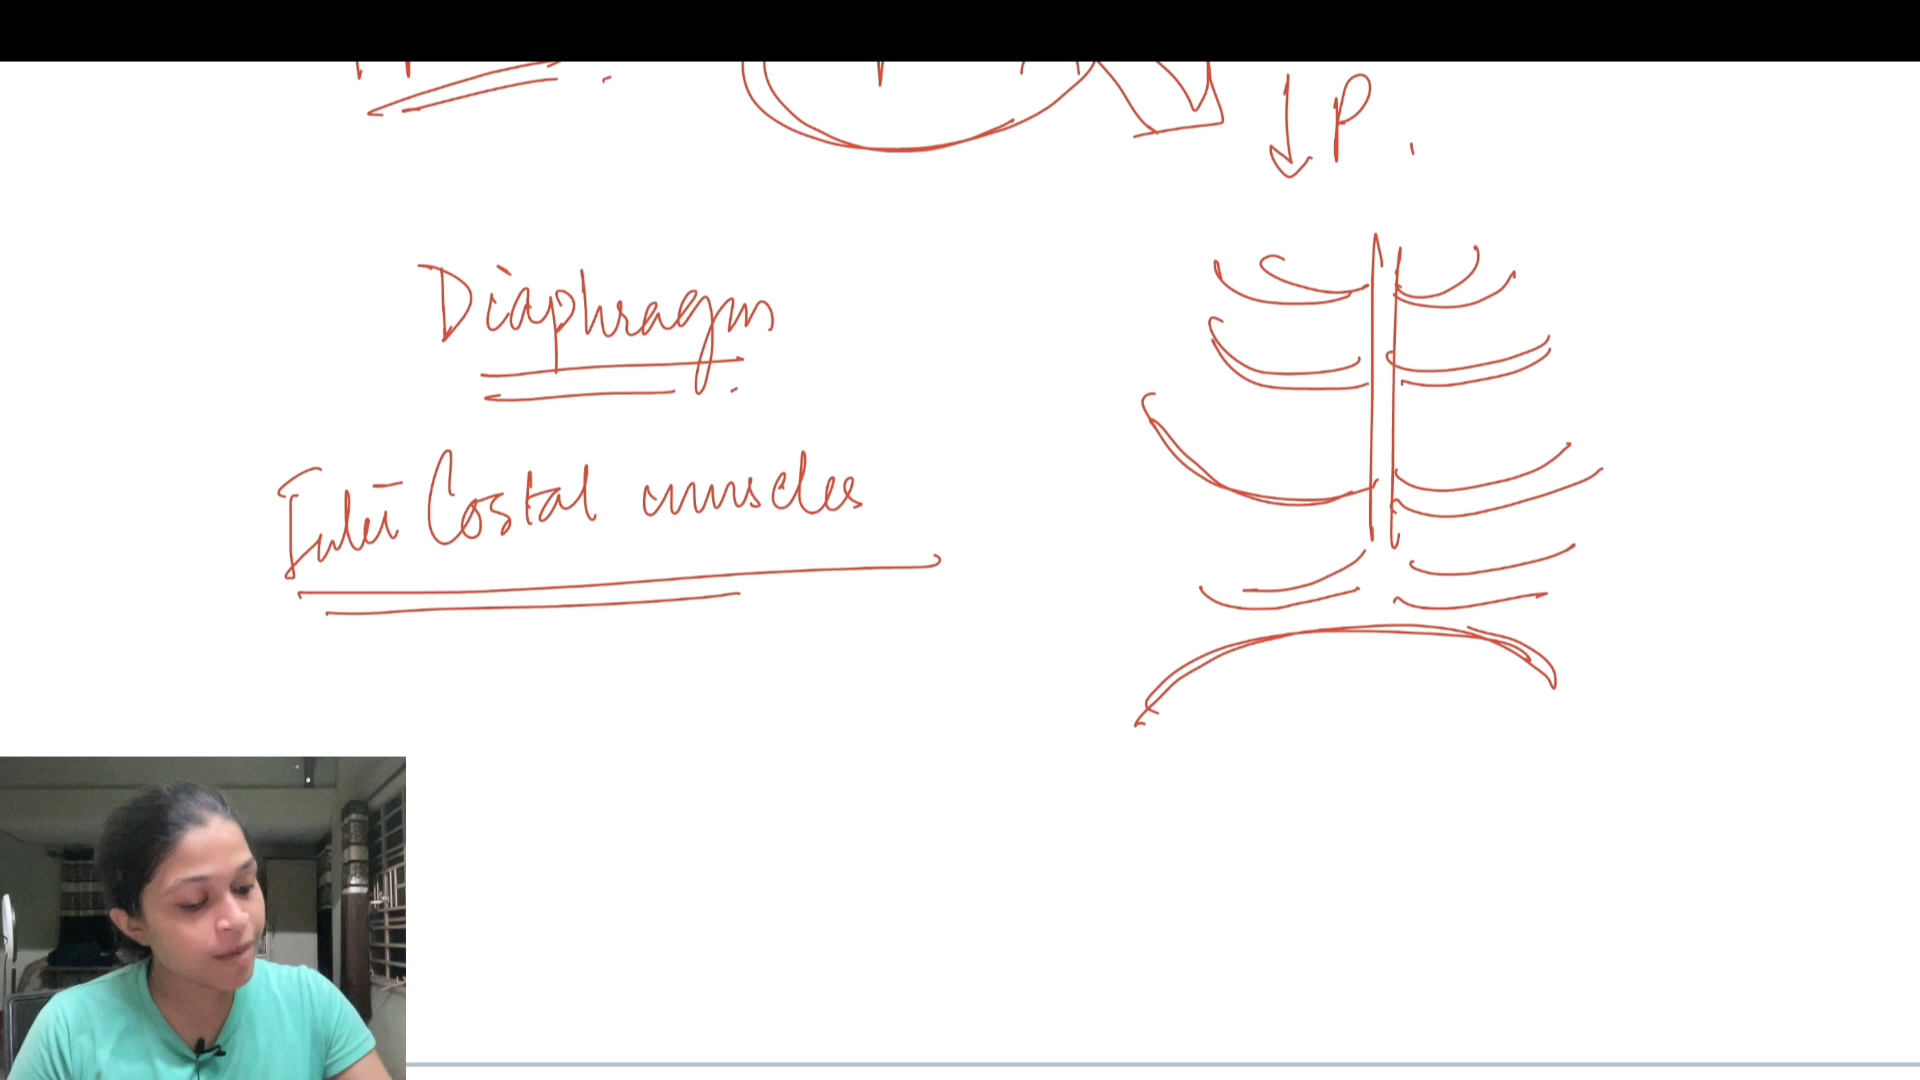 ↓ P.
Diaphragm
Inter Costal muscles